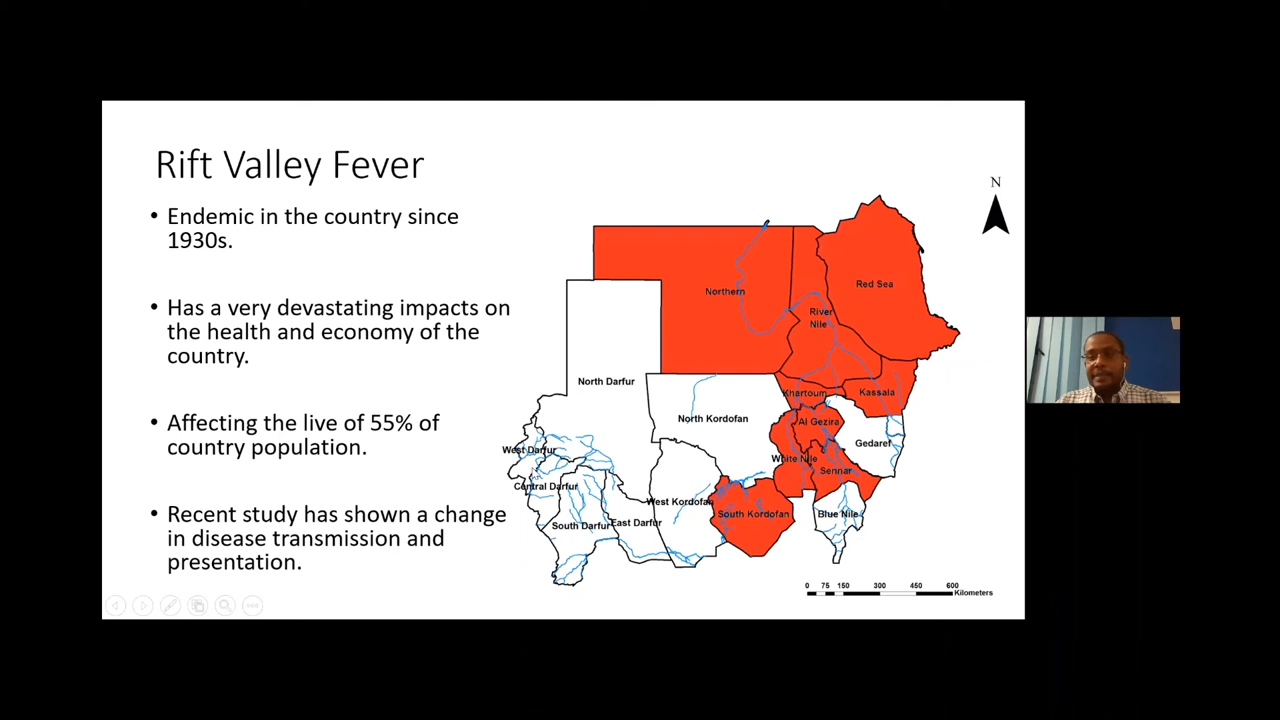 Rift Valley Fever
• Endemic in the country since
1930s.
• Has a very devastating impacts on
the health and economy of the
country.
• Affecting the live of 55% of
country population.
• Recent study has shown a change
in disease transmission and
presentation.
N
Red Sea
Northern
River
Nile
North Darfur
Khartoum
Kassala
North Kordofan
Al Gezira
Gedaref
West Darfur
White Nile
Sennar
Central Darfur
West Kordofan
South Kordofan
Blue Nile
South Darfur
East Darfur
0 75 150 300 450 600
Kilometers